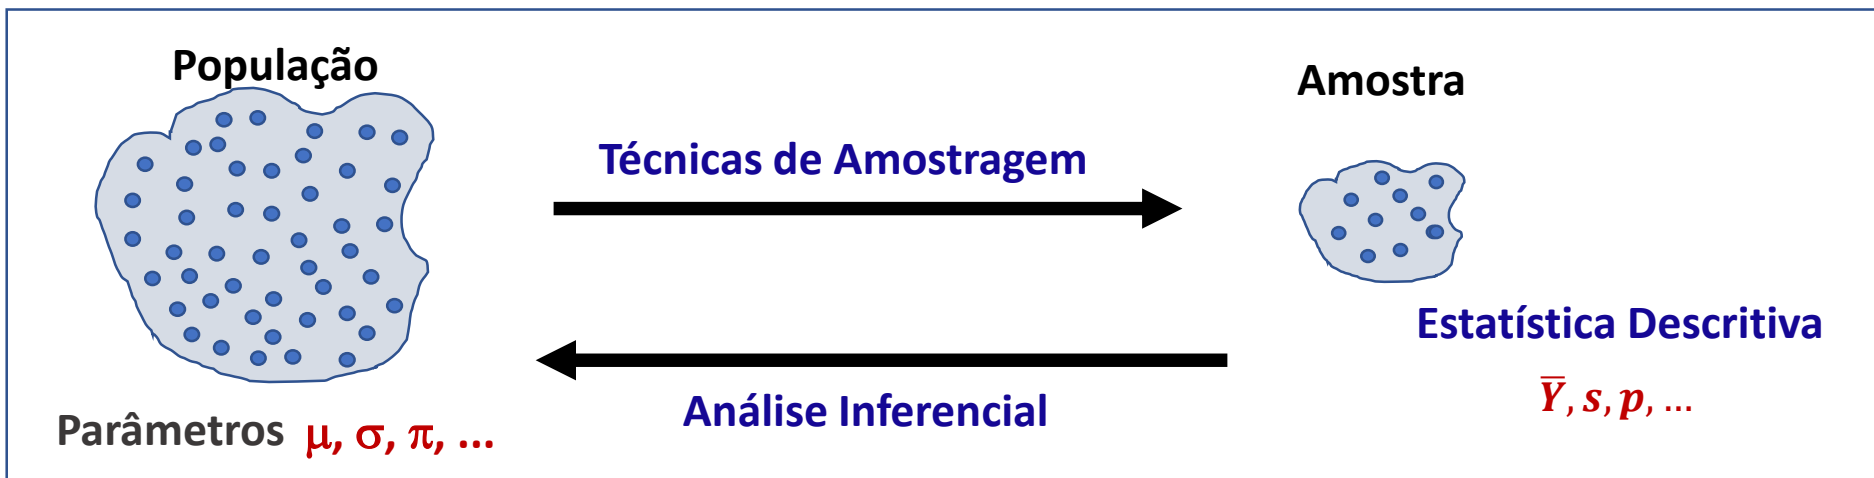 População
Amostra
Técnicas de Amostragem
Estatística Descritiva
Y̅, s, p, ...
Análise Inferencial
Parâmetros μ, σ, π, ...